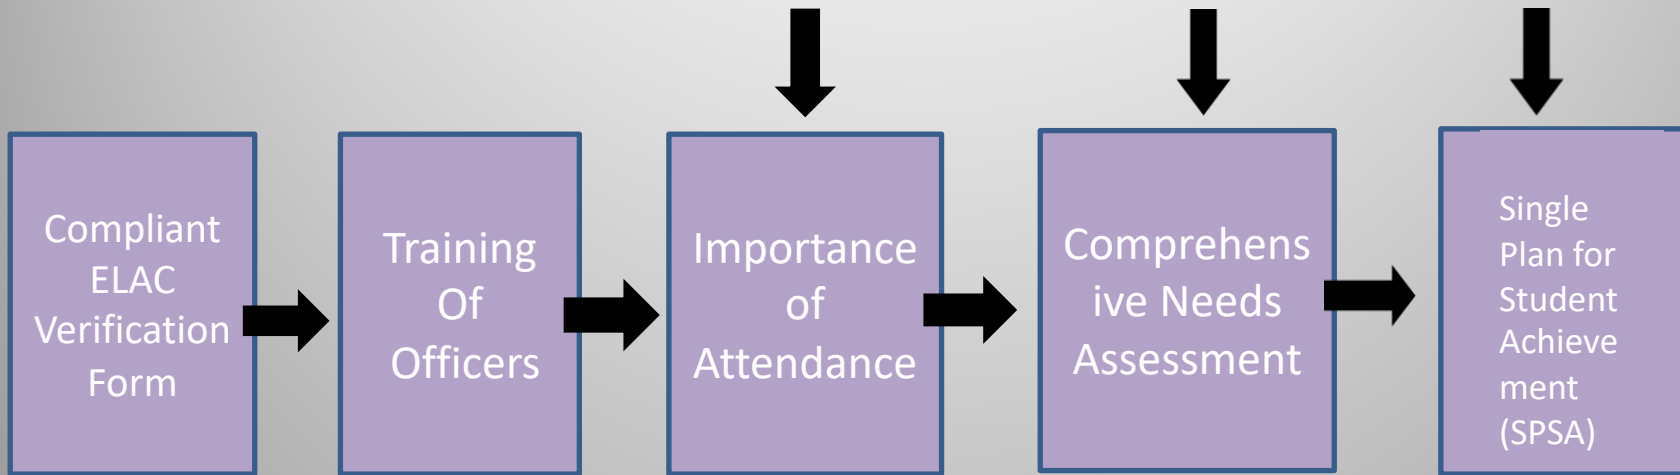 Compliant
ELAC
Verification
Form
Training
Of
Officers
Importance
of
Attendance
Comprehens
ive Needs
Assessment
Single
Plan for
Student
Achieve
ment
(SPSA)